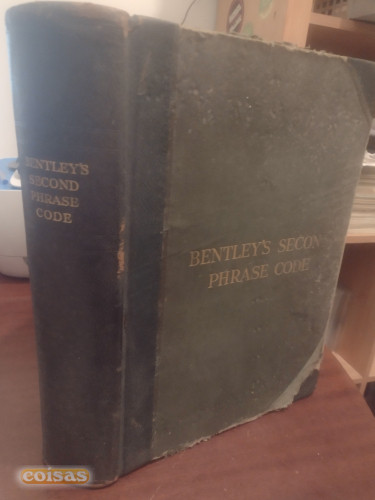 BENTLEY'S
SECOND
PHRASE
CODE
BENTLEY'S SECON
PHRASE CODE
coisas